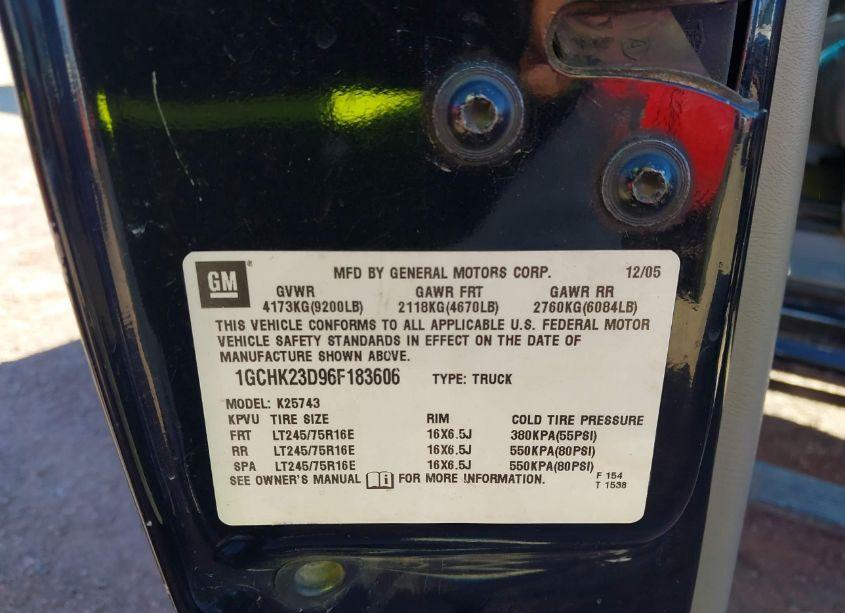 GM ® MFD BY GENERAL MOTORS CORP. 12/05
GVWR GAWR FRT GAWR RR
4173KG(9200LB) 2118KG(4670LB) 2760KG(6084LB)
THIS VEHICLE CONFORMS TO ALL APPLICABLE U.S. FEDERAL MOTOR
VEHICLE SAFETY STANDARDS IN EFFECT ON THE DATE OF
MANUFACTURE SHOWN ABOVE.
1GCHK23D96F183606 TYPE: TRUCK
MODEL: K25743
KPVU TIRE SIZE RIM COLD TIRE PRESSURE
FRT LT245/75R16E 16X6.5J 380KPA(55PSI)
RR LT245/75R16E 16X6.5J 550KPA(80PSI)
SPA LT245/75R16E 16X6.5J 550KPA(80PSI)
SEE OWNER'S MANUAL FOR MORE INFORMATION.
F 154
T 1538